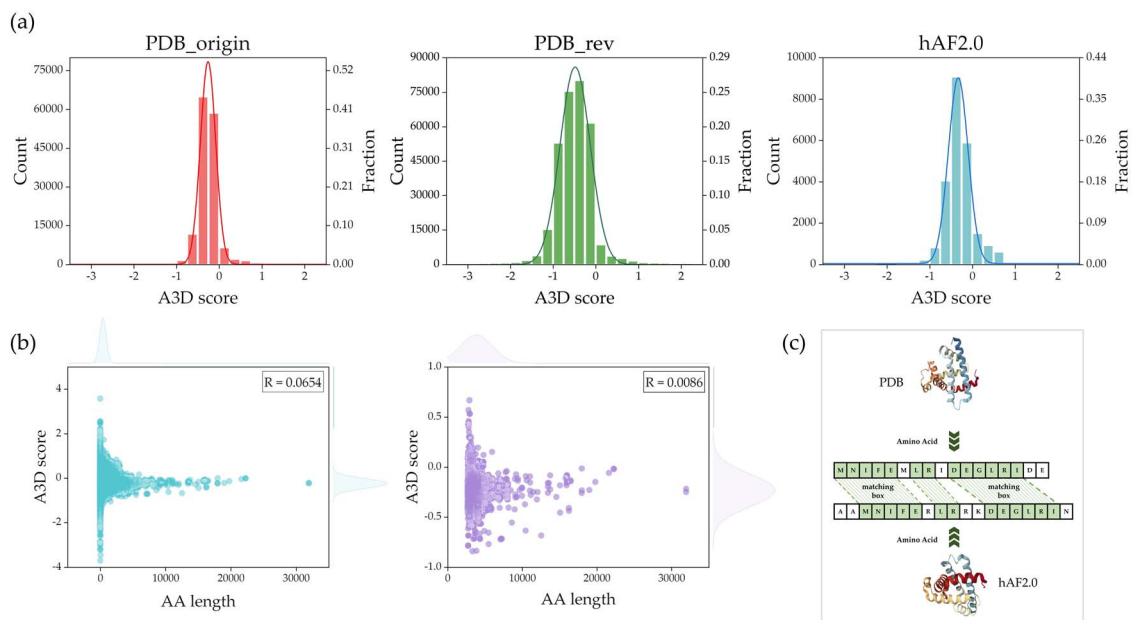 (a)
PDB_origin
PDB_rev
hAF2.0
75000
60000
45000
30000
15000
0
Count
0.52
0.41
0.31
0.21
0.10
0.00
Fraction
-3 -2 -1 0 1 2
A3D score
90000
75000
60000
45000
30000
15000
0
Count
0.29
0.25
0.20
0.15
0.10
0.05
0.00
Fraction
-3 -2 -1 0 1 2
A3D score
10000
8000
6000
4000
2000
0
Count
0.44
0.35
0.26
0.18
0.09
0.00
Fraction
-3 -2 -1 0 1 2
A3D score
(b)
R = 0.0654
4
2
0
-2
-4
A3D score
0 10000 20000 30000
AA length
R = 0.0086
1.0
0.5
0.0
-0.5
-1.0
A3D score
0 10000 20000 30000
AA length
(c)
PDB
Amino Acid
M N I F E M L R I D E G L R I D E
matching box matching box
A A M N I F E R L R R K D E G L R I N
Amino Acid
hAF2.0